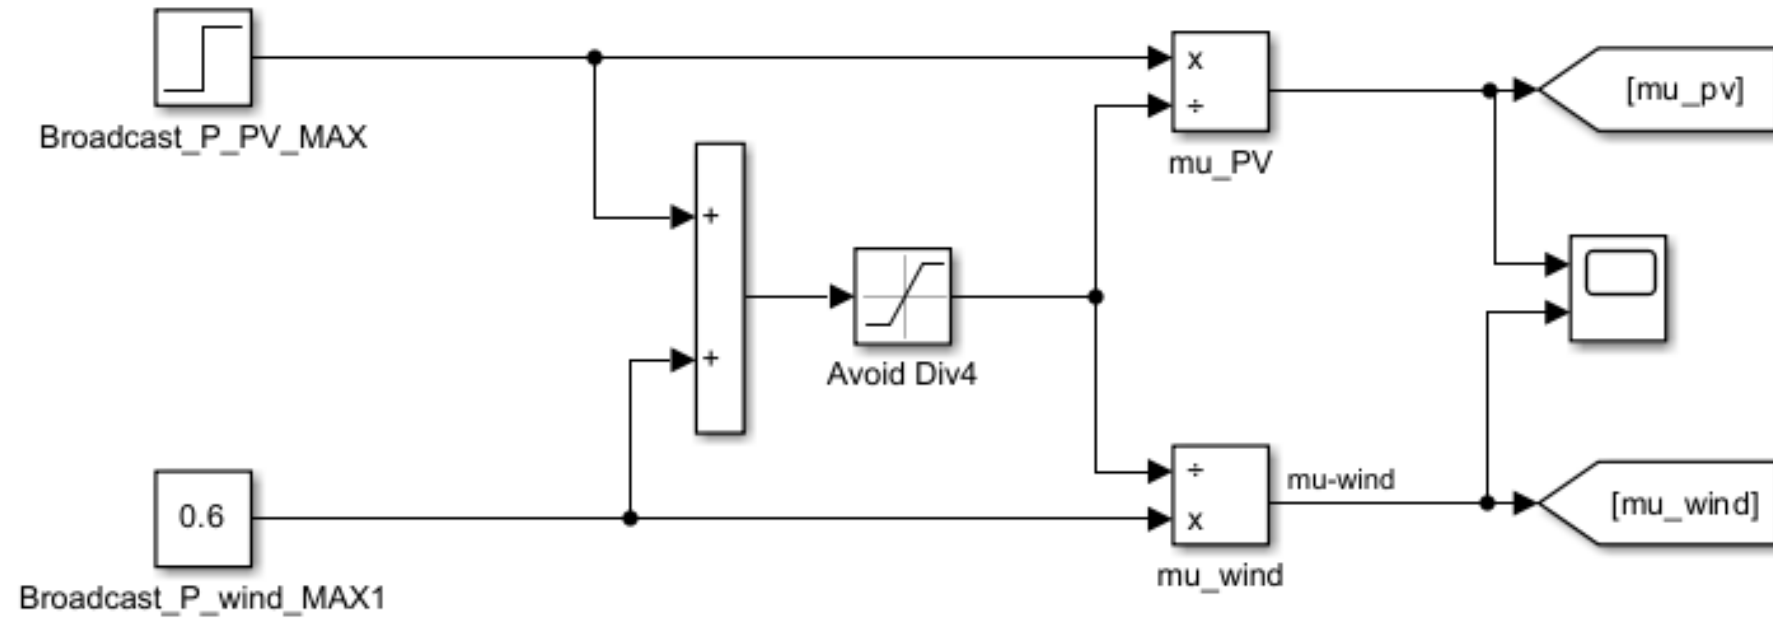 Broadcast_P_PV_MAX
x
÷
mu_PV
[mu_pv]
+
+
Avoid Div4
0.6
Broadcast_P_wind_MAX1
÷
x
mu_wind
mu-wind
[mu_wind]